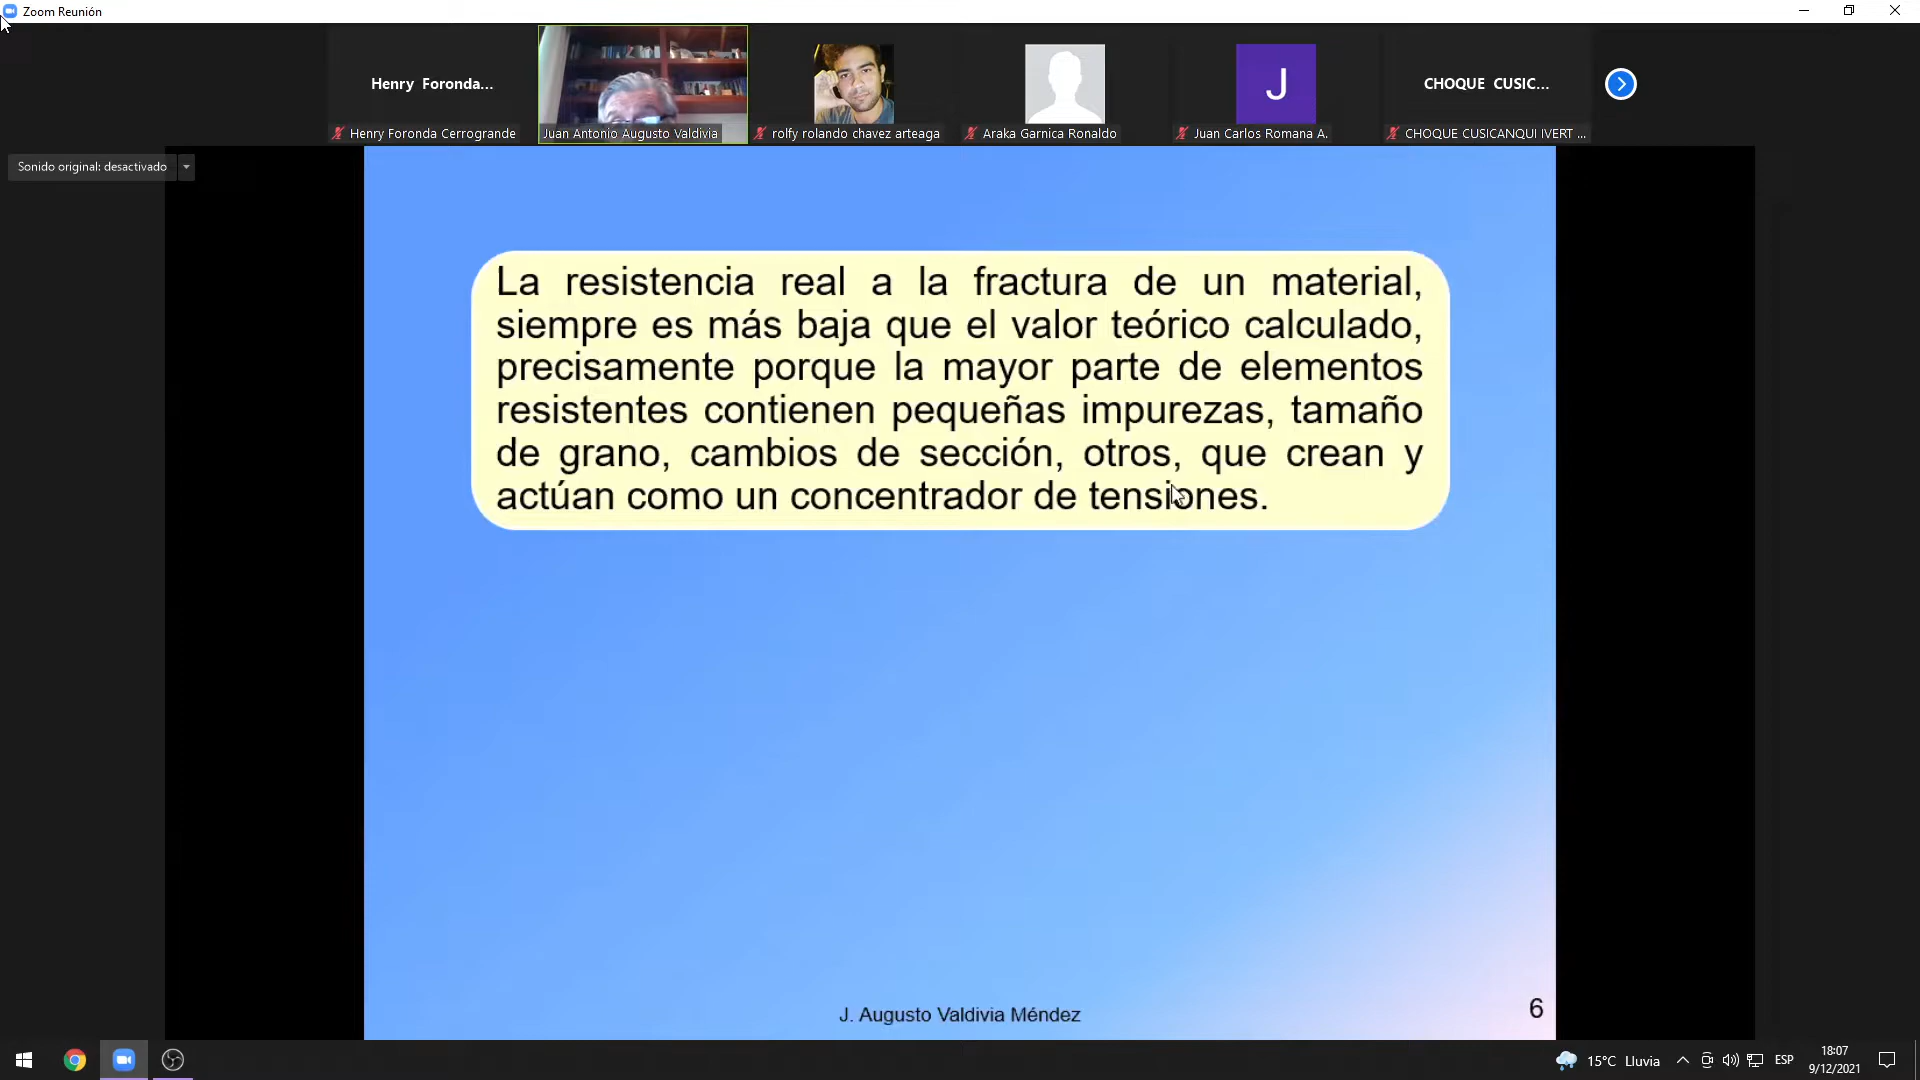 Zoom Reunión
Henry Foronda...
CHOQUE CUSIC...
J
Henry Foronda Cerrogrande
Juan Antonio Augusto Valdivia
rolfy rolando chavez arteaga
Araka Garnica Ronaldo
Juan Carlos Romana A.
CHOQUE CUSICANQUI IVERT ...
Sonido original: desactivado
La resistencia real a la fractura de un material,
siempre es más baja que el valor teórico calculado,
precisamente porque la mayor parte de elementos
resistentes contienen pequeñas impurezas, tamaño
de grano, cambios de sección, otros, que crean y
actúan como un concentrador de tensiones.
J. Augusto Valdivia Méndez
6
15°C Lluvia
ESP
18:07
9/12/2021